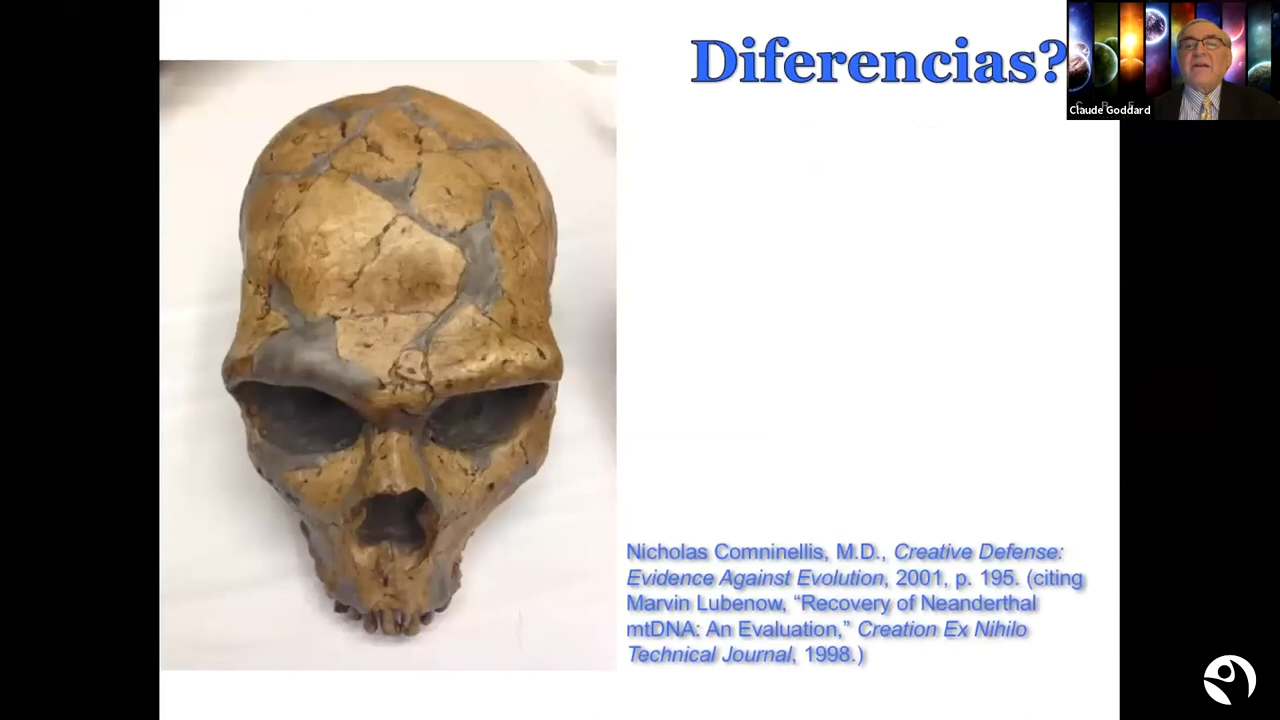 Diferencias?
Claude Goddard
Nicholas Comninellis, M.D., Creative Defense:
Evidence Against Evolution, 2001, p. 195. (citing
Marvin Lubenow, “Recovery of Neanderthal
mtDNA: An Evaluation,” Creation Ex Nihilo
Technical Journal, 1998.)